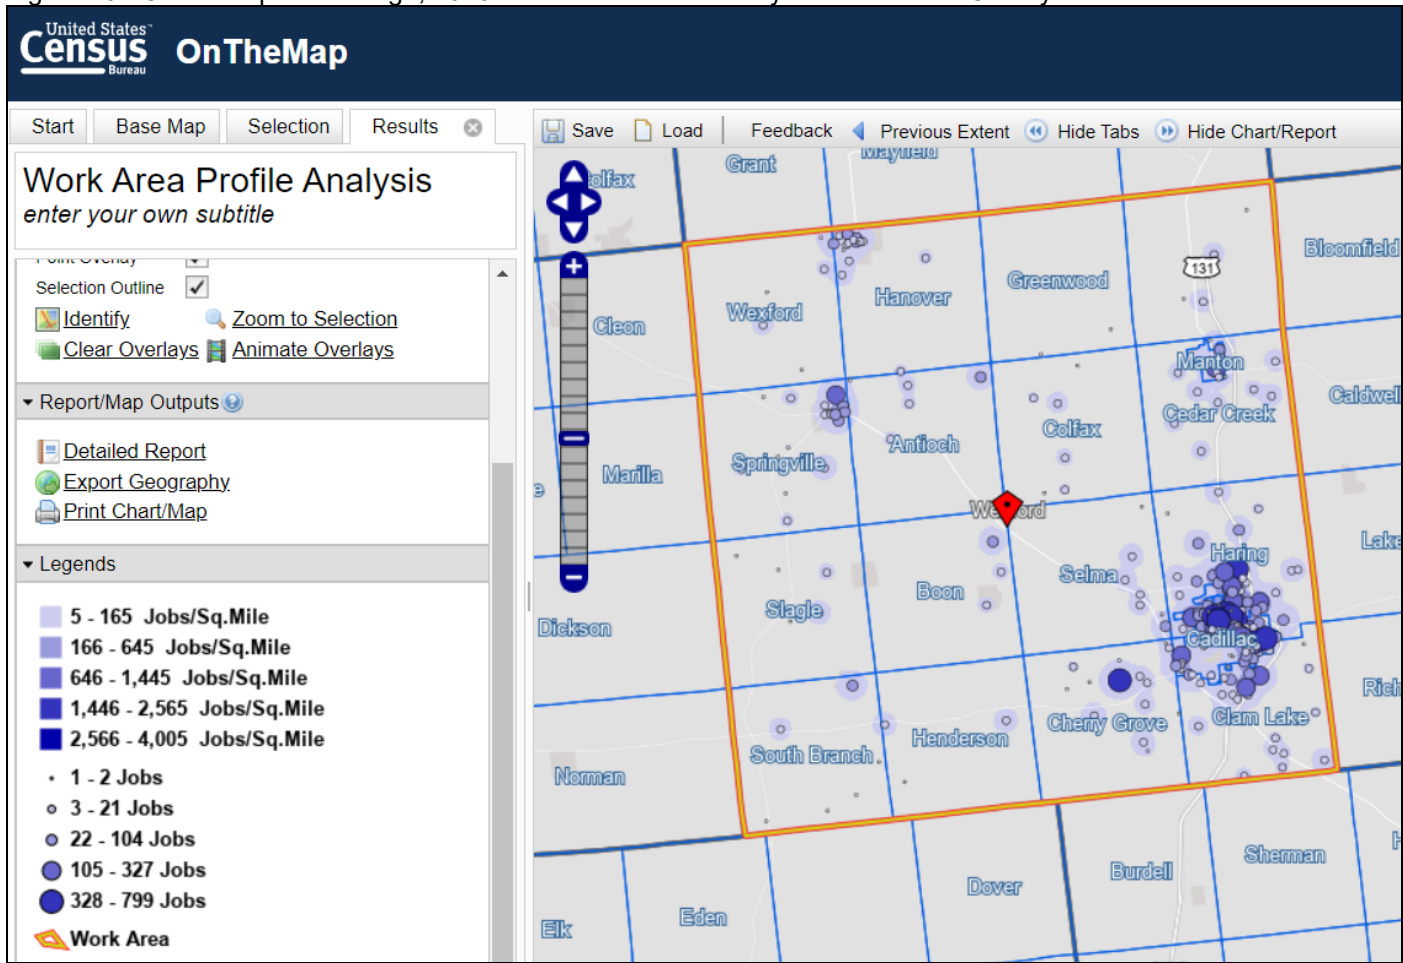 United States™
Census
Bureau
OnTheMap
Start
Base Map
Selection
Results
Save
Load
Feedback
Previous Extent
Hide Tabs
Hide Chart/Report
Work Area Profile Analysis
enter your own subtitle
Point Overlay
Selection Outline
Identify
Zoom to Selection
Clear Overlays
Animate Overlays
Report/Map Outputs
Detailed Report
Export Geography
Print Chart/Map
Legends
5 - 165 Jobs/Sq.Mile
166 - 645 Jobs/Sq.Mile
646 - 1,445 Jobs/Sq.Mile
1,446 - 2,565 Jobs/Sq.Mile
2,566 - 4,005 Jobs/Sq.Mile
1 - 2 Jobs
3 - 21 Jobs
22 - 104 Jobs
105 - 327 Jobs
328 - 799 Jobs
Work Area
Grant
Mayfield
Bloomfield
131
Greenwood
Hanover
Wexford
Cleon
Manton
Caldwel
Cedar Creek
Colfax
Antioch
Springville
Marilla
Haring
Lake
Selma
Boon
Slagle
Dickson
Cadillac
Rich
Clam Lake
Cherry Grove
Henderson
South Branch
Norman
Sherman
Burdell
Dover
Eden
Elk